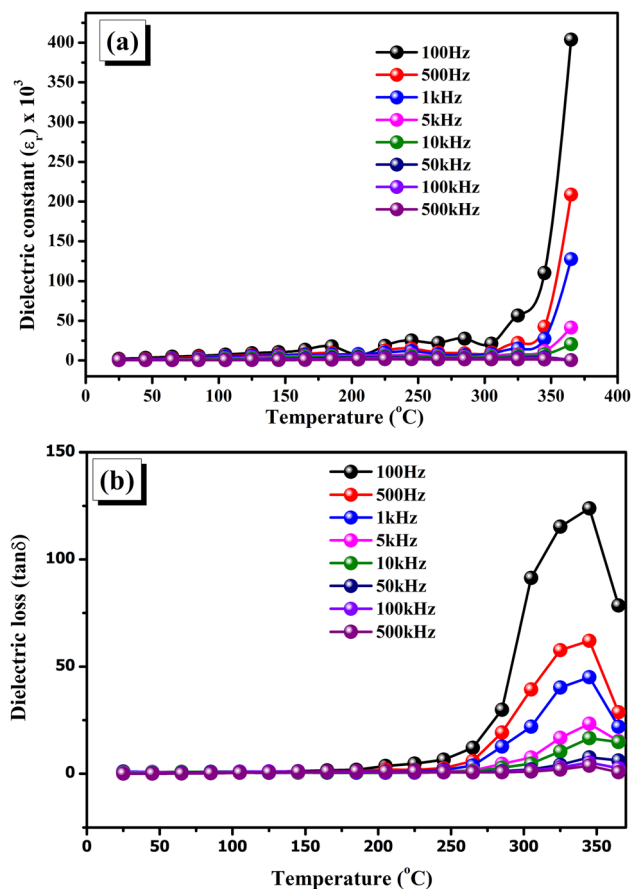 (a)
Dielectric constant (εr) x 10³
400
350
300
250
200
150
100
50
0
100Hz
500Hz
1kHz
5kHz
10kHz
50kHz
100kHz
500kHz
0 50 100 150 200 250 300 350 400
Temperature (°C)
(b)
Dielectric loss (tanδ)
150
100
50
0
100Hz
500Hz
1kHz
5kHz
10kHz
50kHz
100kHz
500kHz
0 50 100 150 200 250 300 350
Temperature (°C)